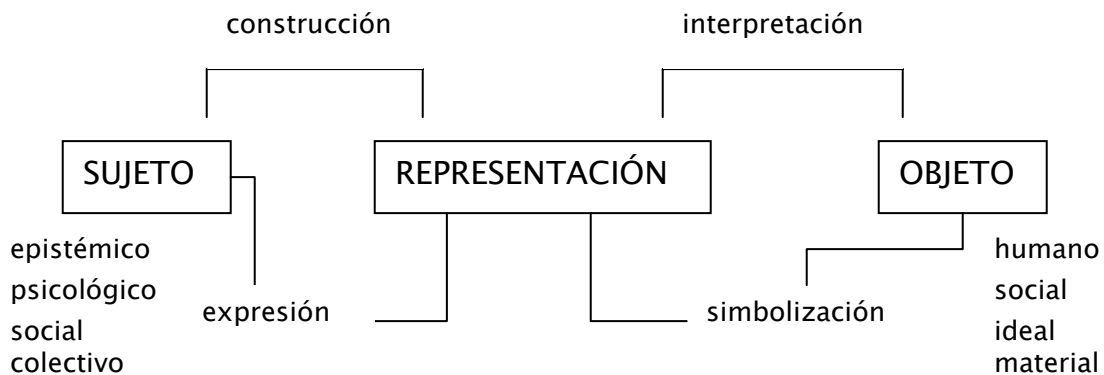 construcción interpretación
SUJETO REPRESENTACIÓN OBJETO
epistémico humano
psicológico social
expresión simbolización
social ideal
colectivo material